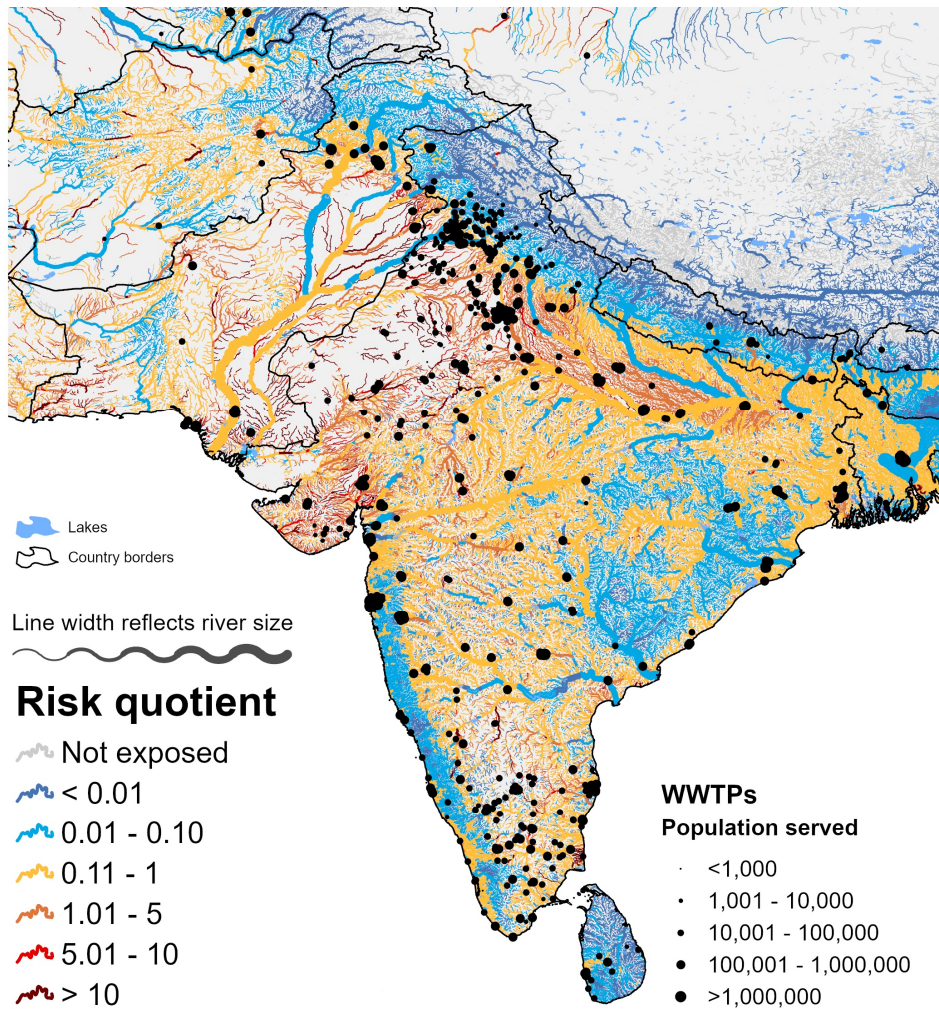 Lakes
Country borders
Line width reflects river size
Risk quotient
Not exposed
< 0.01
0.01 - 0.10
0.11 - 1
1.01 - 5
5.01 - 10
> 10
WWTPs
Population served
<1,000
1,001 - 10,000
10,001 - 100,000
100,001 - 1,000,000
>1,000,000